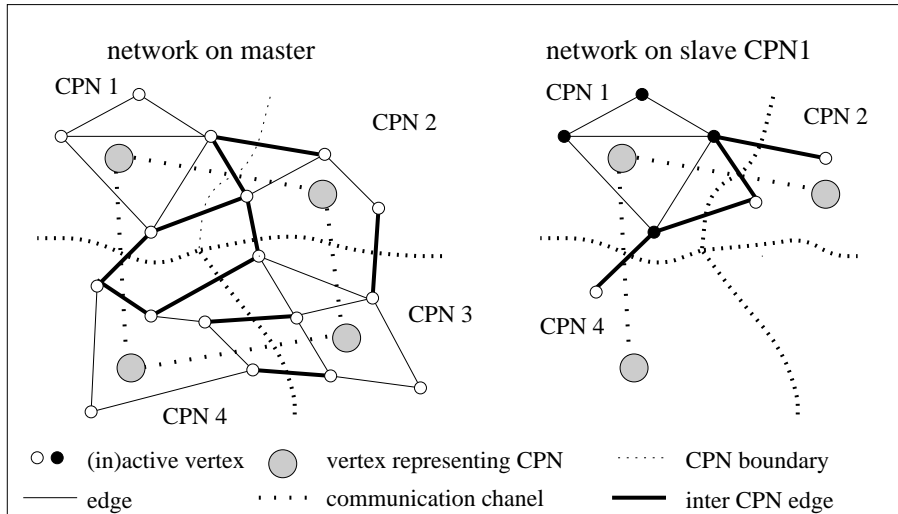 network on master
network on slave CPN1
CPN 1
CPN 2
CPN 3
CPN 4
CPN 1
CPN 2
CPN 4
(in)active vertex
vertex representing CPN
CPN boundary
edge
communication chanel
inter CPN edge